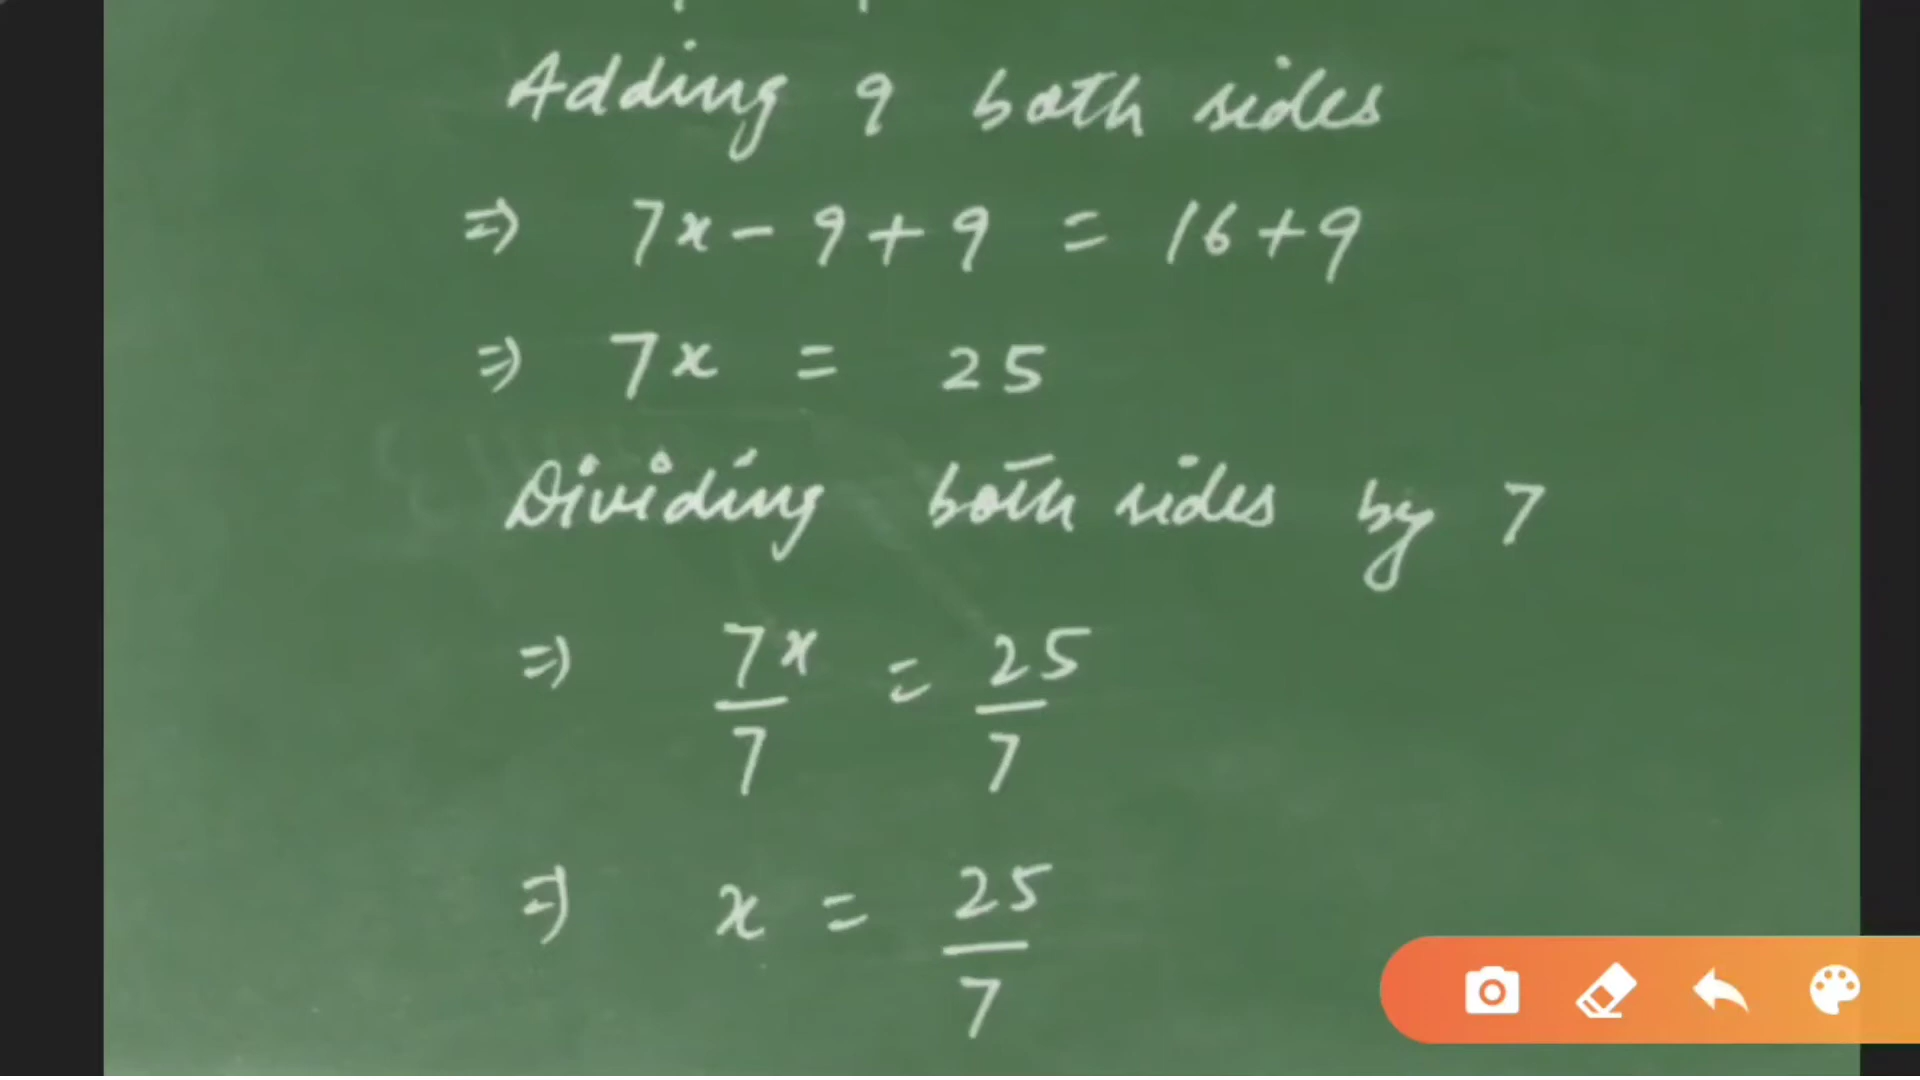 Adding 9 both sides
⇒ 7x - 9 + 9 = 16 + 9
⇒ 7x = 25
Dividing both sides by 7
⇒ 7x/7 = 25/7
⇒ x = 25/7